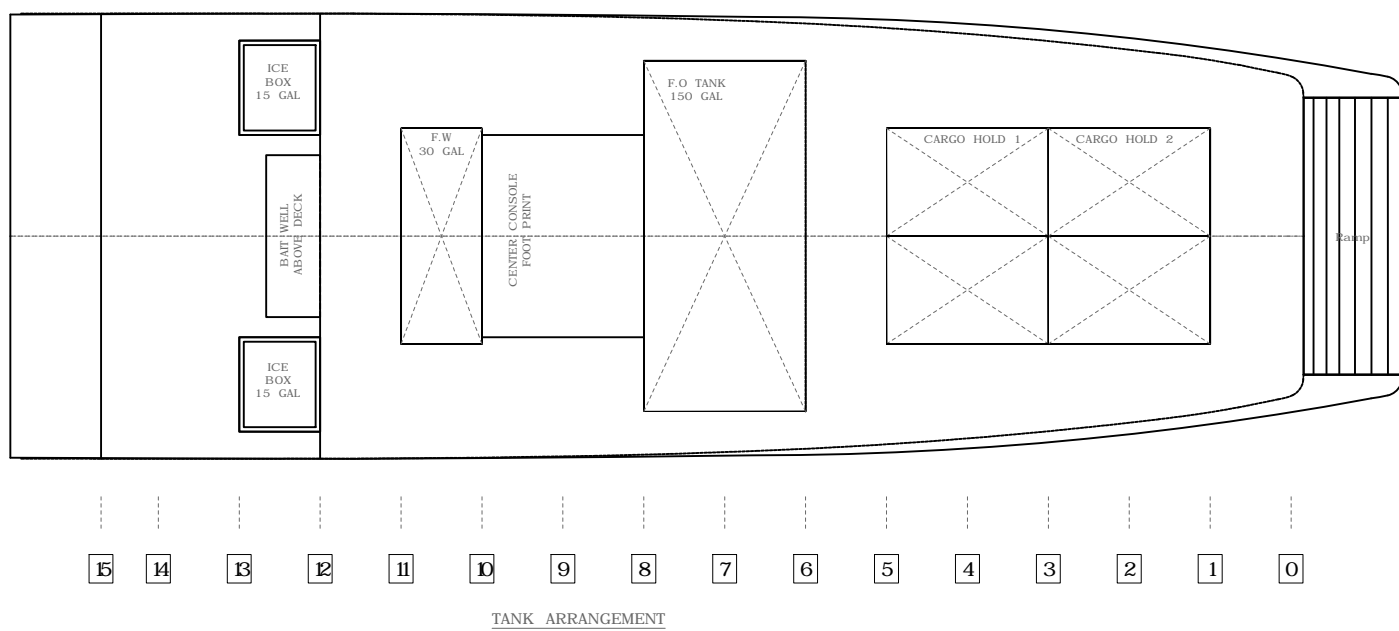 ICE
BOX
15 GAL
F.O TANK
150 GAL
F.W
30 GAL
CARGO HOLD 1
CARGO HOLD 2
BAIT WELL
ABOVE DECK
CENTER CONSOLE
FOOT PRINT
Ramp
ICE
BOX
15 GAL
15
14
13
12
11
10
9
8
7
6
5
4
3
2
1
0
TANK ARRANGEMENT